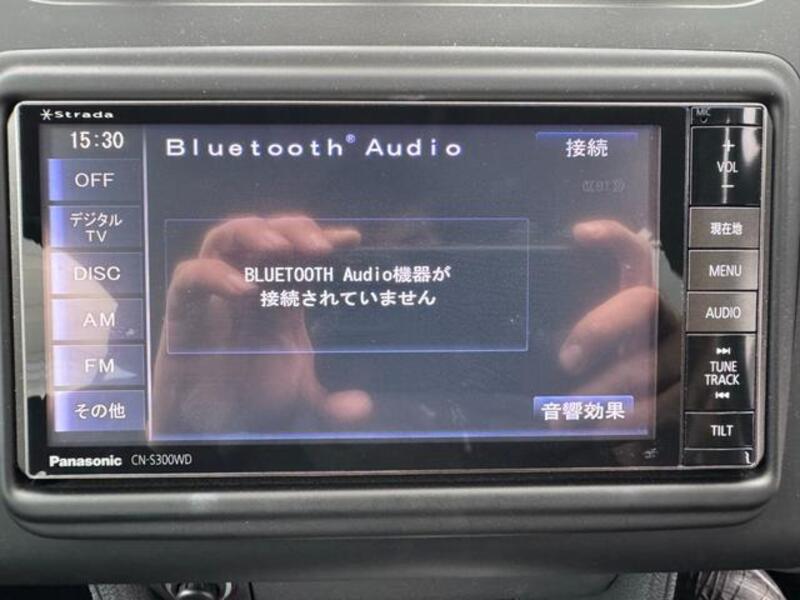 Strada
MIC
15:30
Bluetooth® Audio
接続
OFF
デジタル
TV
DISC
AM
FM
その他
BLUETOOTH Audio機器が
接続されていません
音響効果
+
VOL
−
現在地
MENU
AUDIO
TUNE
TRACK
TILT
Panasonic CN-S300WD